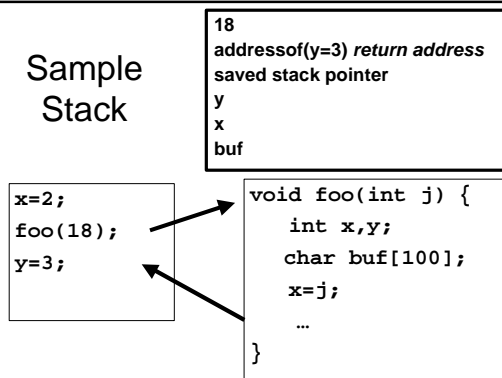 Sample
Stack
18
addressof(y=3) return address
saved stack pointer
y
x
buf
x=2;
foo(18);
y=3;
void foo(int j) {
int x,y;
char buf[100];
x=j;
…
}